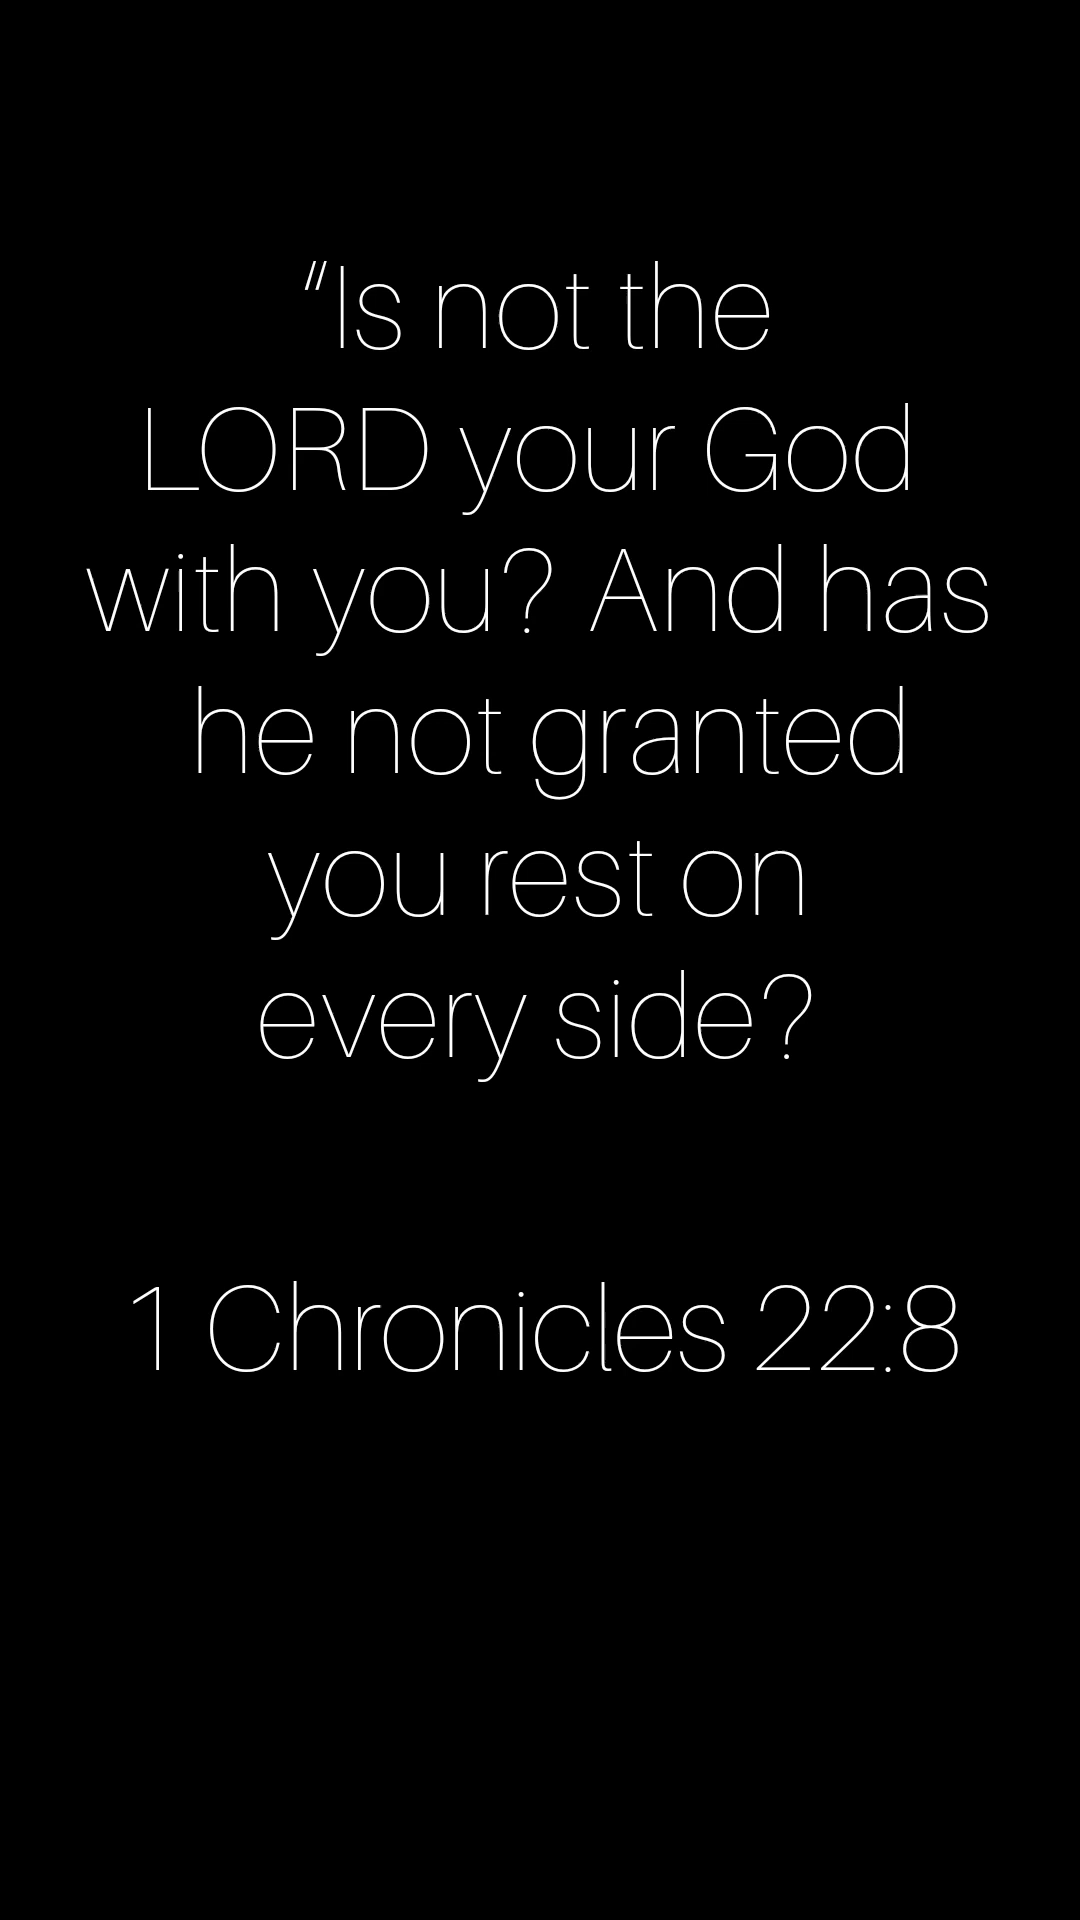 “Is not the
LORD your God
with you? And has
he not granted
you rest on
every side?
1 Chronicles 22:8